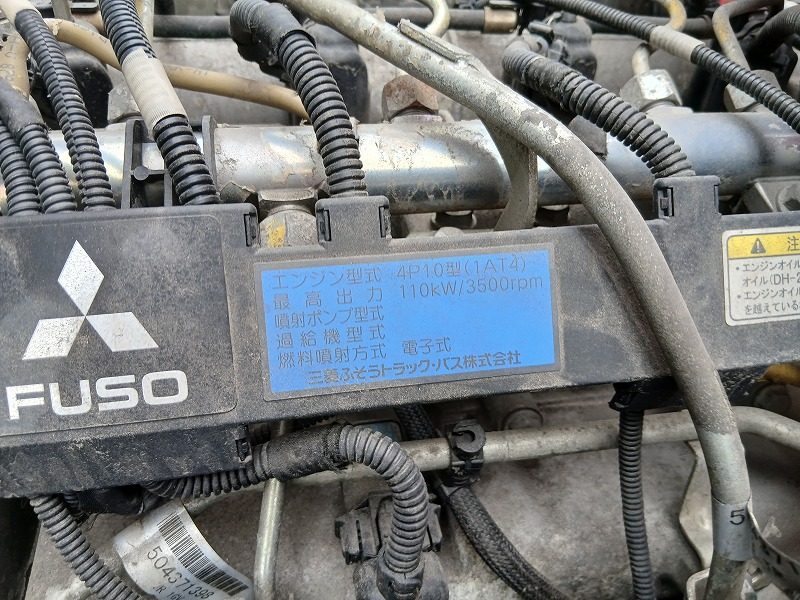 FUSO
エンジン型式 4P10型(1AT4)
最高出力 110kW/3500rpm
噴射ポンプ型式
過給機型式
燃料噴射方式 電子式
三菱ふそうトラック・バス株式会社
注
・エンジンオイル
オイル(DH-2
・エンジンオイ
を越えている
5
504371398